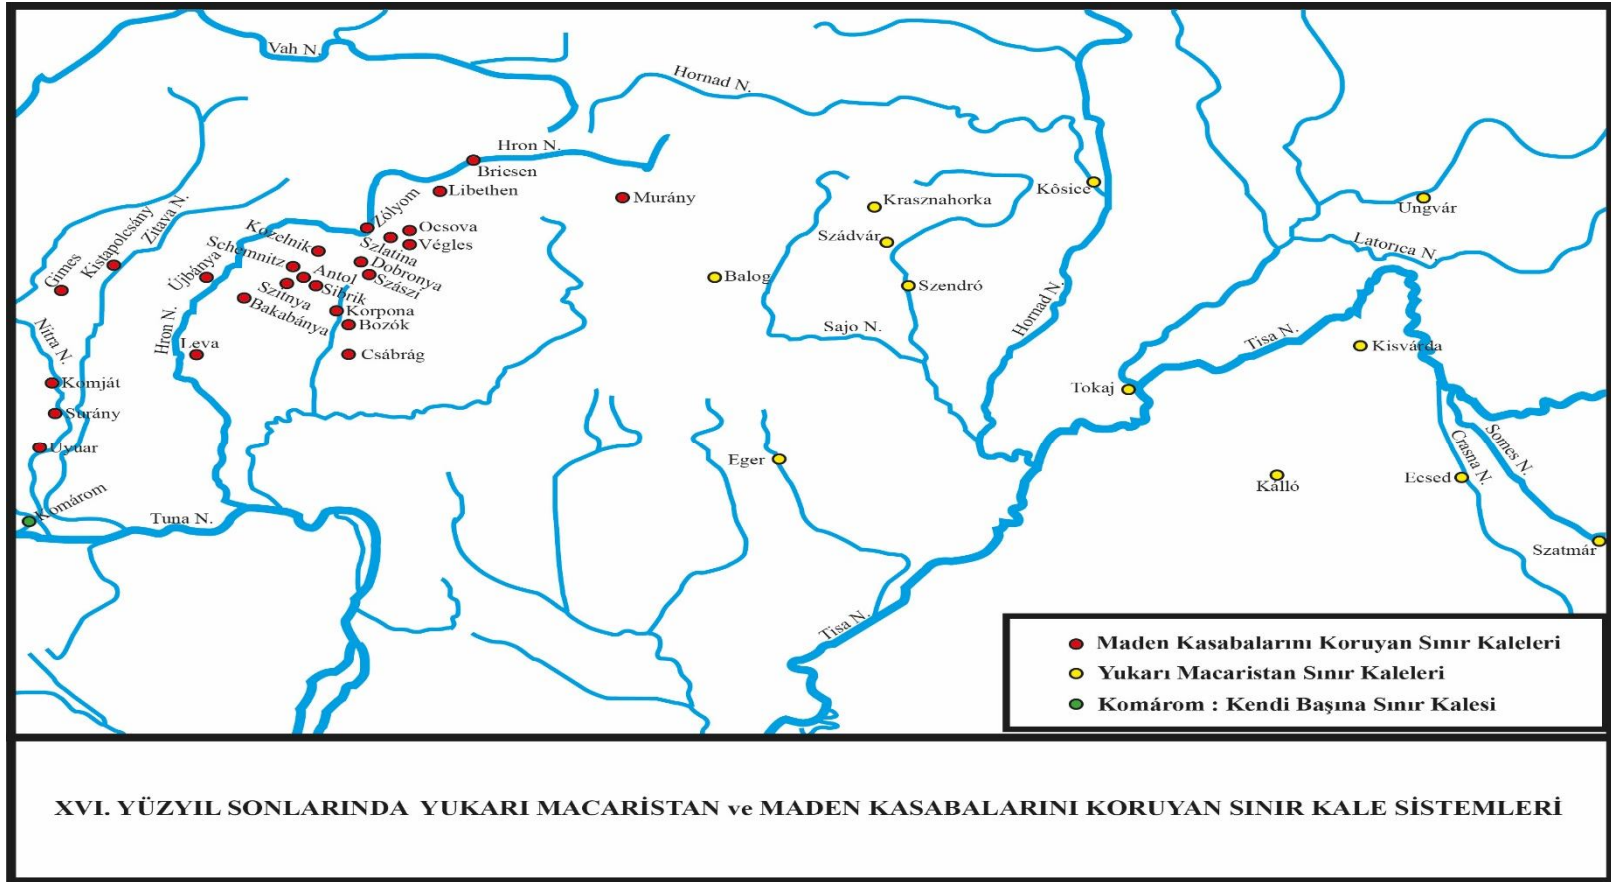 Vah N.
Hornad N.
Hron N.
Briesen
Libethen
Murány
Kôsice
Krasznahorka
Ungvár
Zólyom
Ocsova
Szlatina
Végles
Szádvár
Latorıca N.
Kistapolcsány
Zitava N.
Gimes
Kozelnik
Schemnitz
Dobronya
Szászi
Újbánya
Antol
Sibrik
Szitnya
Bakabánya
Balog
Szendró
Korpona
Bozók
Hron N.
Hornad N.
Nitra N.
Leva
Csábrág
Sajo N.
Tisa N.
Kisvárda
Komját
Tokaj
Surány
Uyuar
Eger
Crasna N.
Somes N.
Kálló
Ecsed
Komárom
Tuna N.
Szatmár
Tisa N.
Maden Kasabalarını Koruyan Sınır Kaleleri
Yukarı Macaristan Sınır Kaleleri
Komárom : Kendi Başına Sınır Kalesi
XVI. YÜZYIL SONLARINDA YUKARI MACARİSTAN ve MADEN KASABALARINI KORUYAN SINIR KALE SİSTEMLERİ